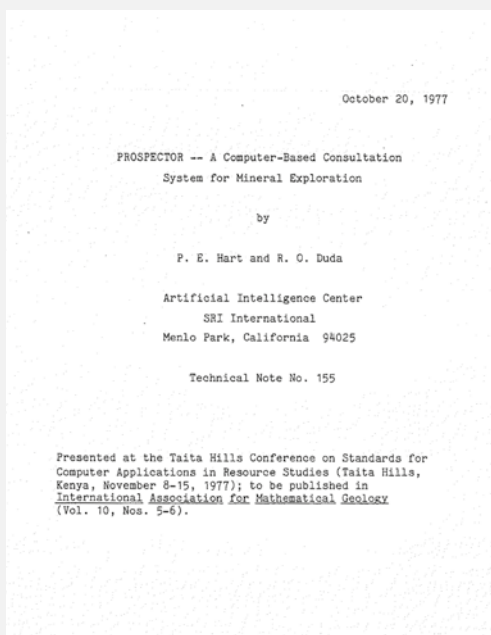 October 20, 1977
PROSPECTOR -- A Computer-Based Consultation
System for Mineral Exploration
by
P. E. Hart and R. O. Duda
Artificial Intelligence Center
SRI International
Menlo Park, California 94025
Technical Note No. 155
Presented at the Taita Hills Conference on Standards for
Computer Applications in Resource Studies (Taita Hills,
Kenya, November 8-15, 1977); to be published in
International Association for Mathematical Geology
(Vol. 10, Nos. 5-6).